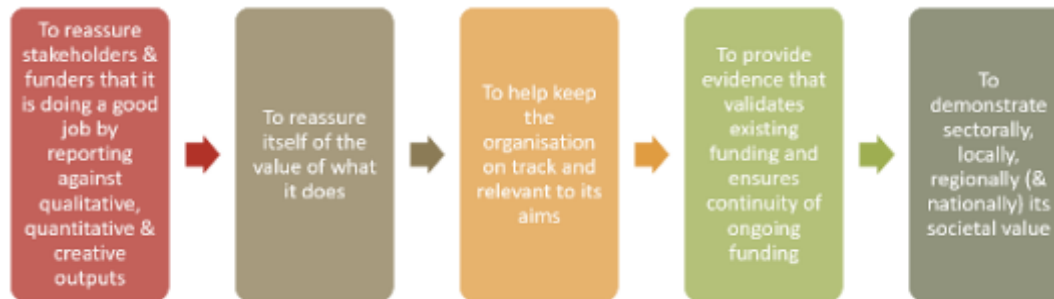 To reassure
stakeholders &
funders that it
is doing a good
job by
reporting
against
qualitative,
quantitative &
creative
outputs
To reassure
itself of the
value of what
it does
To help keep
the
organisation
on track and
relevant to its
aims
To provide
evidence that
validates
existing
funding and
ensures
continuity of
ongoing
funding
To
demonstrate
sectorally,
locally,
regionally (&
nationally) its
societal value